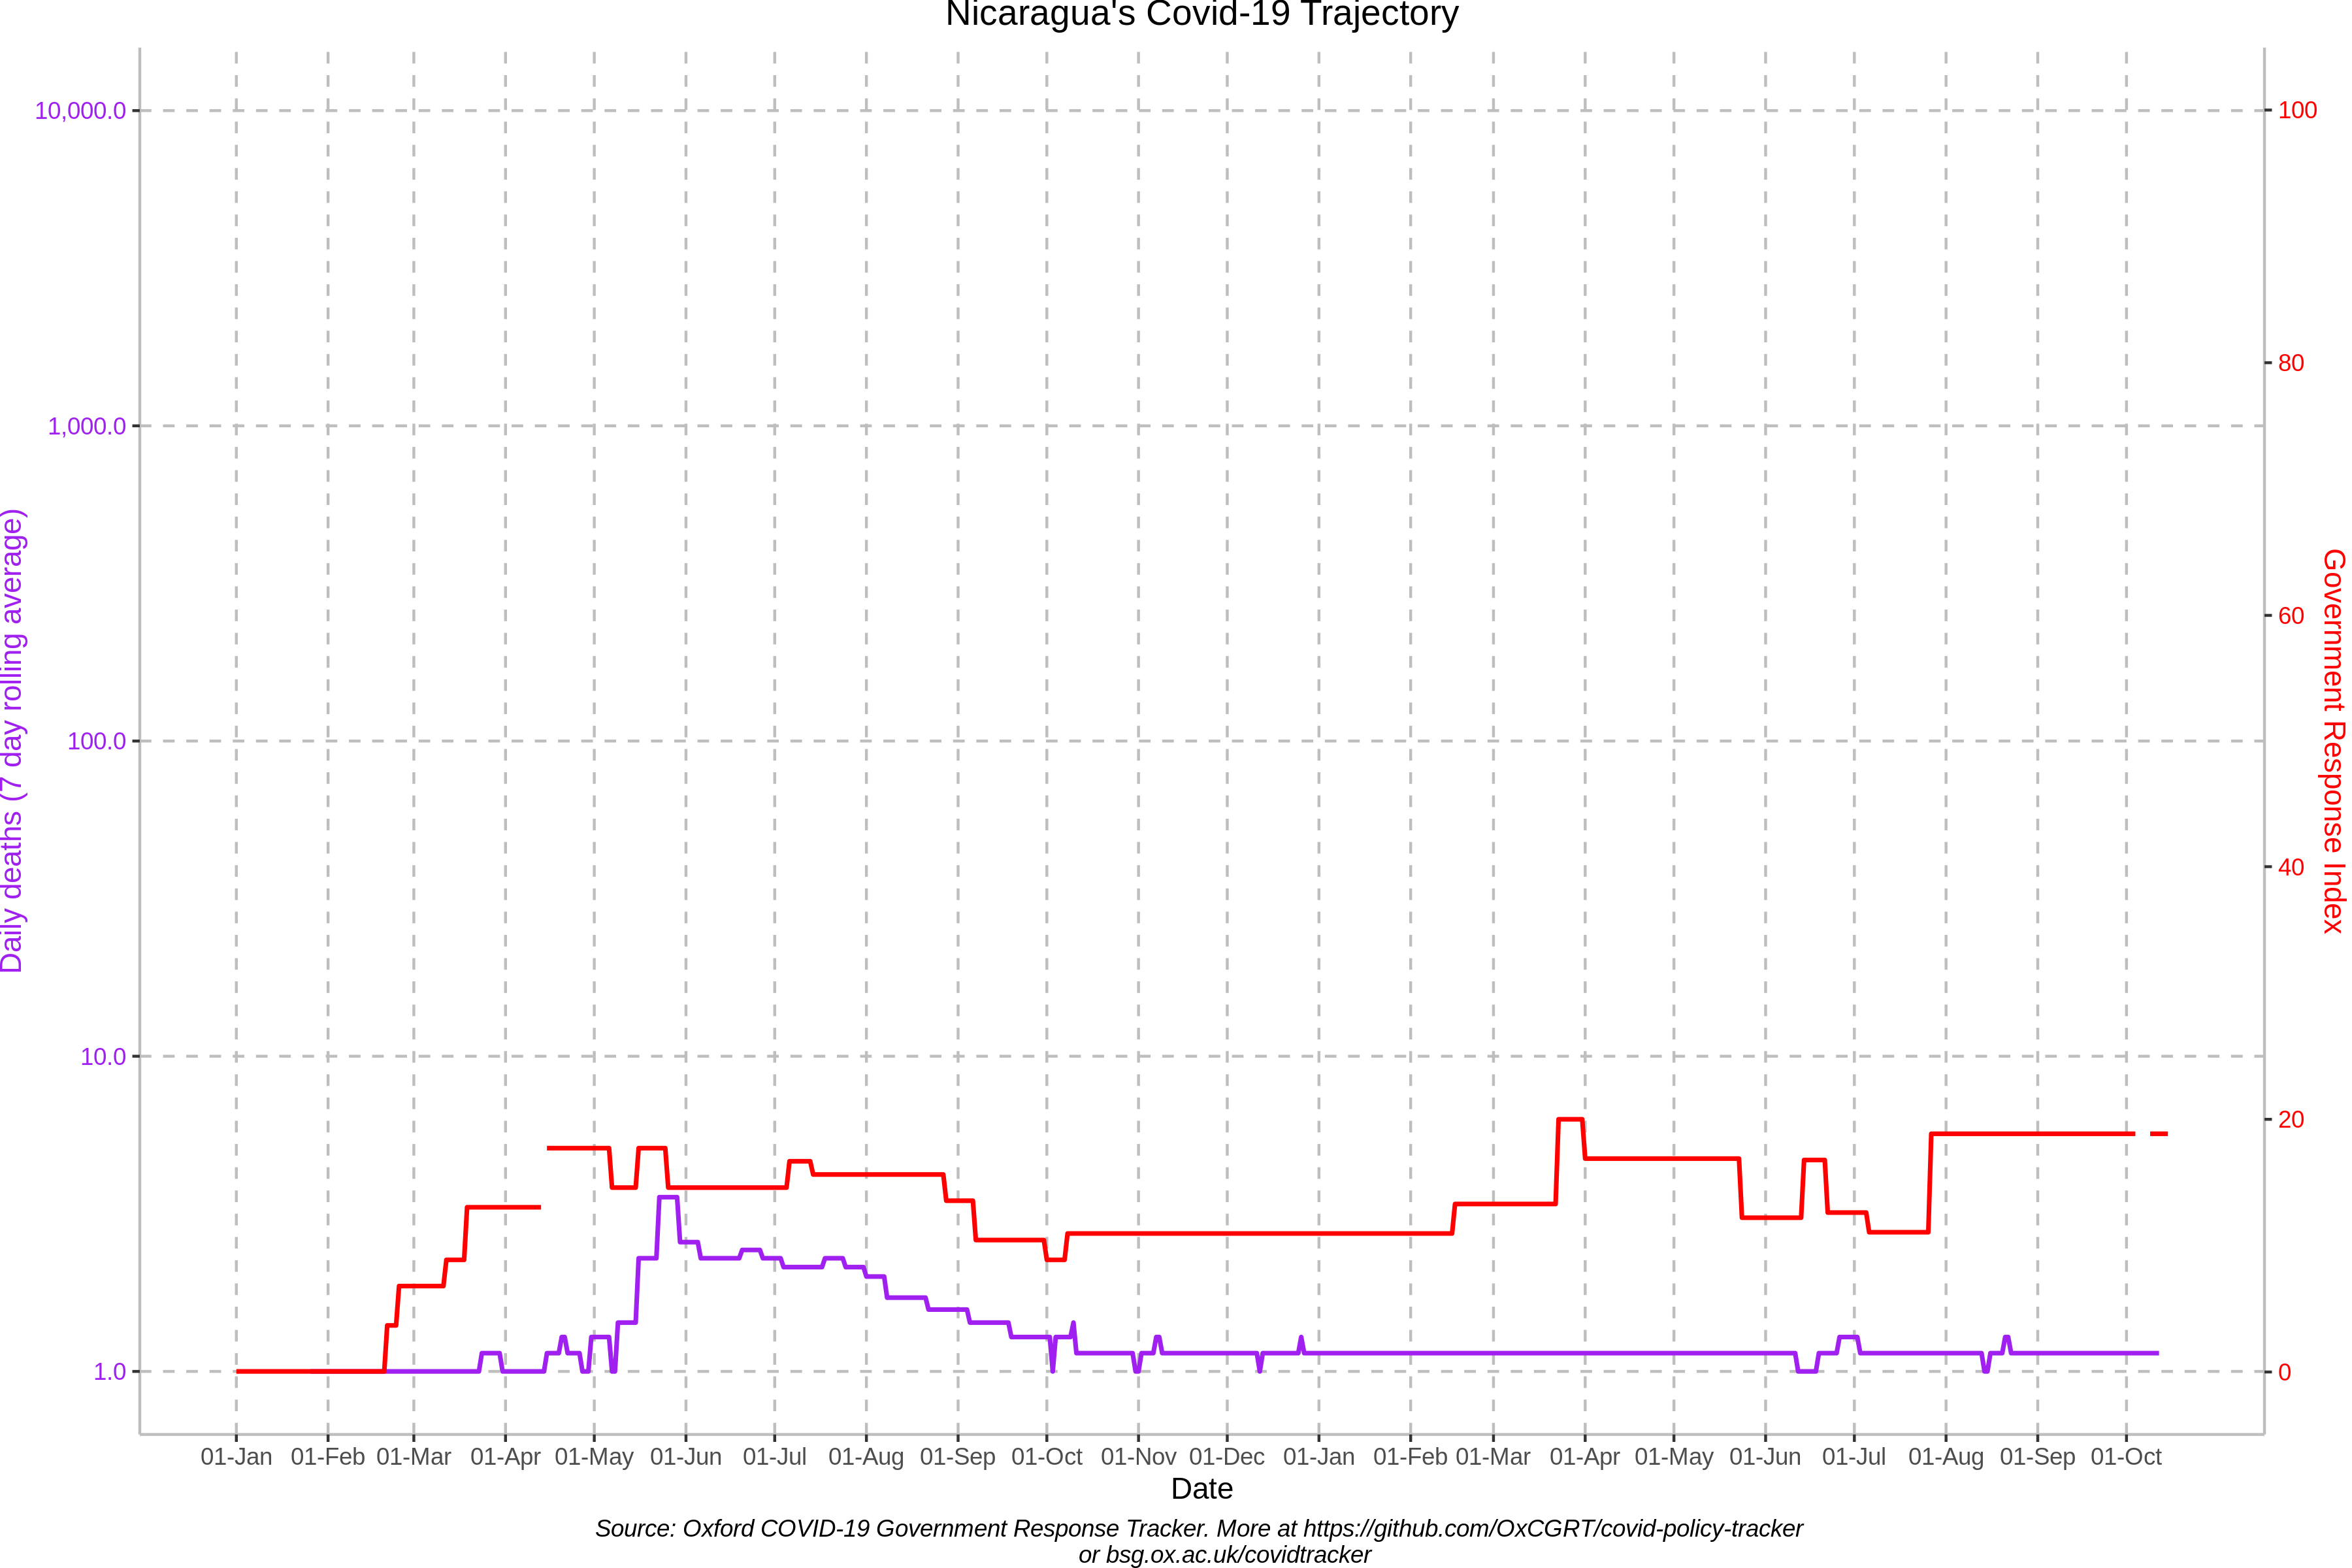 Nicaragua's Covid-19 Trajectory
10,000.0
1,000.0
100.0
10.0
1.0
Daily deaths (7 day rolling average)
100
80
60
40
20
0
Government Response Index
01-Jan 01-Feb 01-Mar 01-Apr 01-May 01-Jun 01-Jul 01-Aug 01-Sep 01-Oct 01-Nov 01-Dec 01-Jan 01-Feb 01-Mar 01-Apr 01-May 01-Jun 01-Jul 01-Aug 01-Sep 01-Oct
Date
Source: Oxford COVID-19 Government Response Tracker. More at https://github.com/OxCGRT/covid-policy-tracker
or bsg.ox.ac.uk/covidtracker